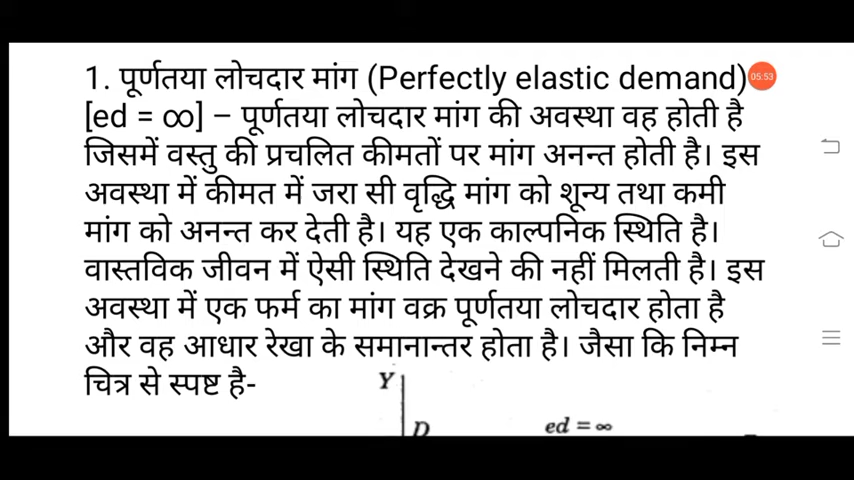 1. पूर्णतया लोचदार मांग (Perfectly elastic demand)
05:53
[ed = ∞] – पूर्णतया लोचदार मांग की अवस्था वह होती है
जिसमें वस्तु की प्रचलित कीमतों पर मांग अनन्त होती है। इस
अवस्था में कीमत में जरा सी वृद्धि मांग को शून्य तथा कमी
मांग को अनन्त कर देती है। यह एक काल्पनिक स्थिति है।
वास्तविक जीवन में ऐसी स्थिति देखने की नहीं मिलती है। इस
अवस्था में एक फर्म का मांग वक्र पूर्णतया लोचदार होता है
और वह आधार रेखा के समानान्तर होता है। जैसा कि निम्न
चित्र से स्पष्ट है-
Y
D
ed = ∞